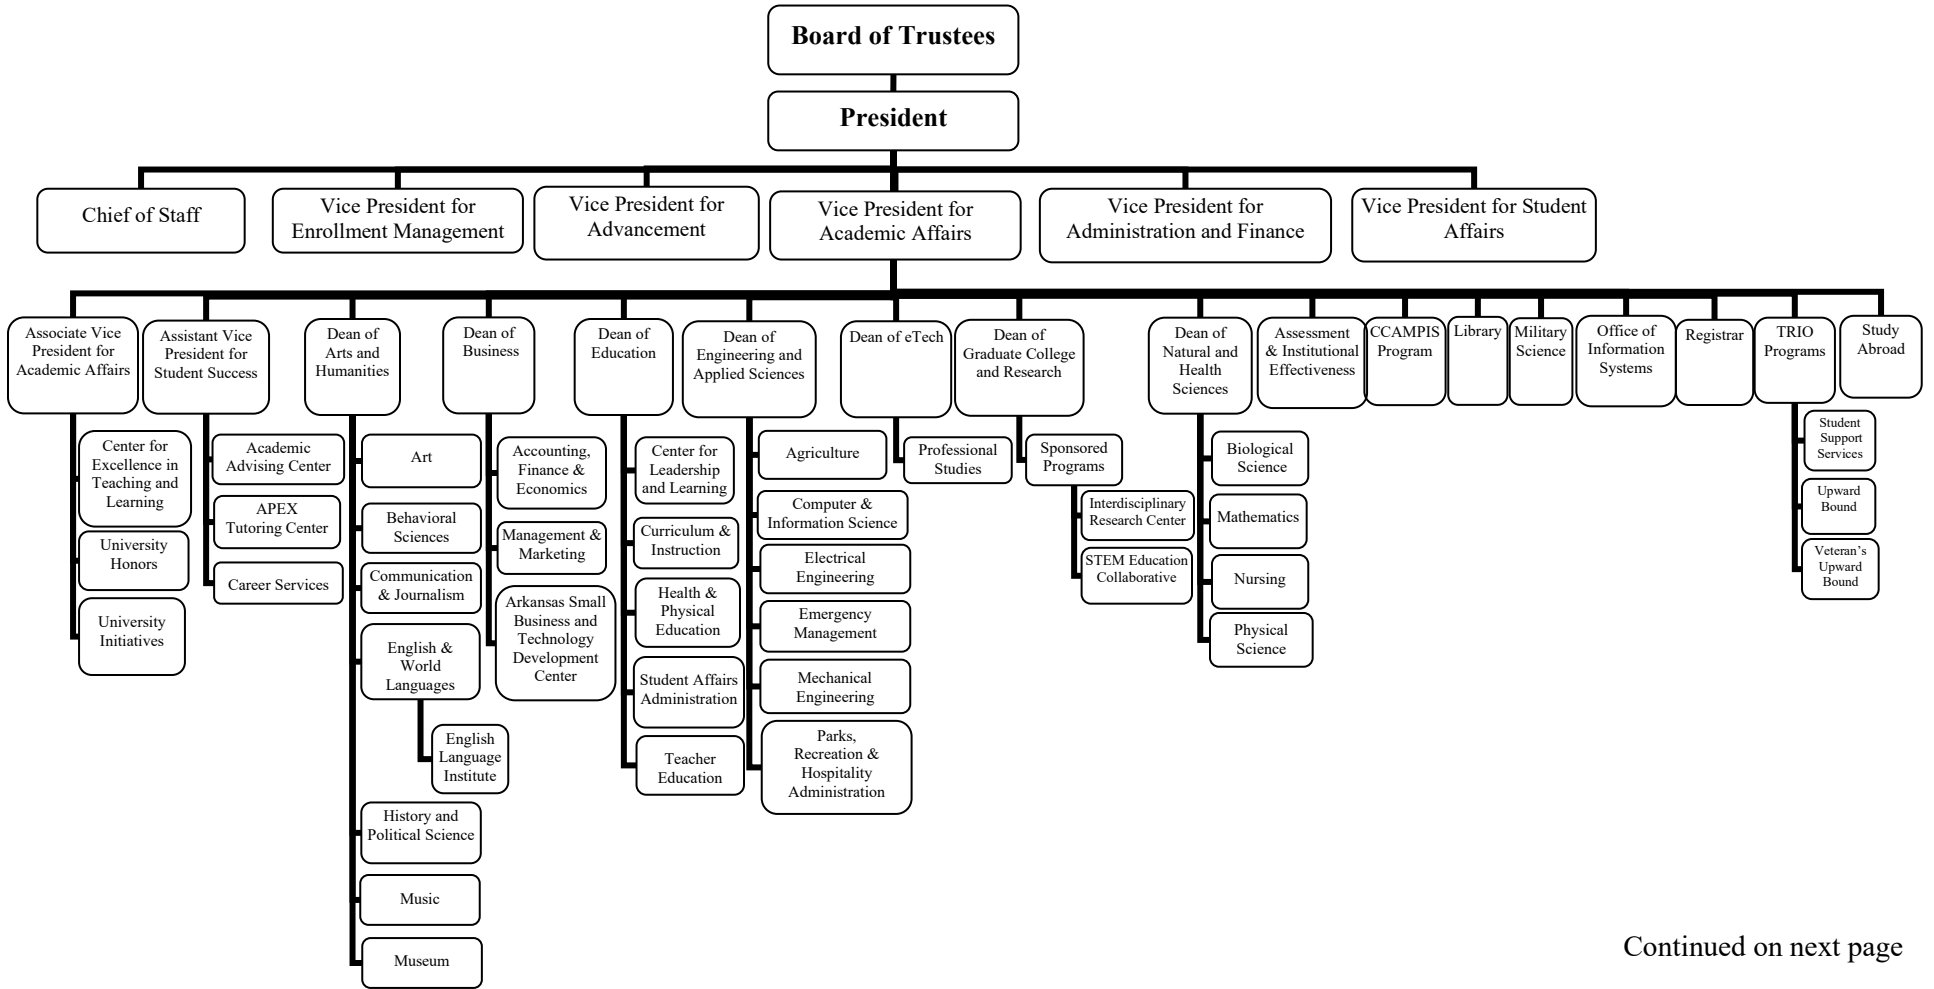 Board of Trustees
President
Chief of Staff
Vice President for
Enrollment Management
Vice President for
Advancement
Vice President for
Academic Affairs
Vice President for
Administration and Finance
Vice President for Student
Affairs
Associate Vice
President for
Academic Affairs
Assistant Vice
President for
Student Success
Dean of
Arts and
Humanities
Dean of
Business
Dean of
Education
Dean of
Engineering and
Applied Sciences
Dean of eTech
Dean of
Graduate College
and Research
Dean of
Natural and
Health
Sciences
Assessment
& Institutional
Effectiveness
CCAMPIS
Program
Library
Military
Science
Office of
Information
Systems
Registrar
TRIO
Programs
Study
Abroad
Center for
Excellence in
Teaching and
Learning
University
Honors
University
Initiatives
Academic
Advising Center
APEX
Tutoring Center
Career Services
Art
Behavioral
Sciences
Communication
& Journalism
English &
World
Languages
English
Language
Institute
History and
Political Science
Music
Museum
Accounting,
Finance &
Economics
Management &
Marketing
Arkansas Small
Business and
Technology
Development
Center
Center for
Leadership
and Learning
Curriculum &
Instruction
Health &
Physical
Education
Student Affairs
Administration
Teacher
Education
Agriculture
Computer &
Information Science
Electrical
Engineering
Emergency
Management
Mechanical
Engineering
Parks,
Recreation &
Hospitality
Administration
Professional
Studies
Sponsored
Programs
Interdisciplinary
Research Center
STEM Education
Collaborative
Biological
Science
Mathematics
Nursing
Physical
Science
Student
Support
Services
Upward
Bound
Veteran’s
Upward
Bound
Continued on next page